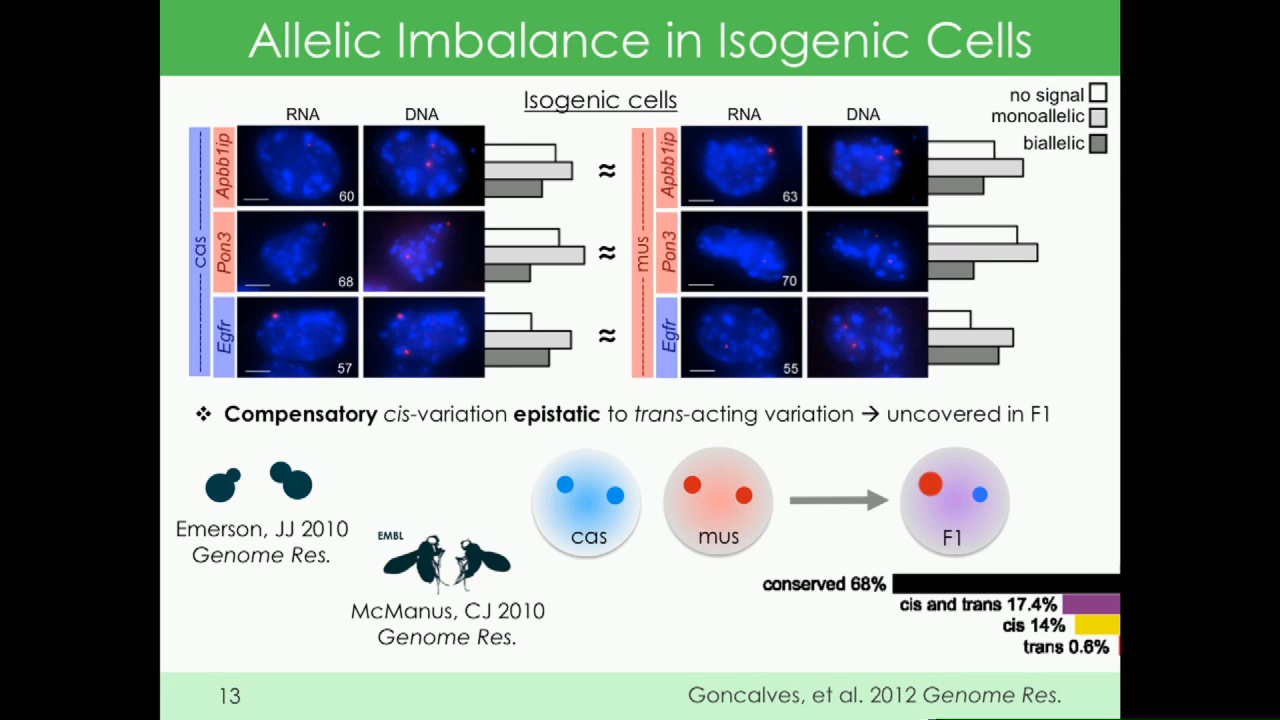 Allelic Imbalance in Isogenic Cells
Isogenic cells
no signal
monoallelic
biallelic
RNA DNA
RNA DNA
cas
Apbb1ip
60
≈
mus
Apbb1ip
63
Pon3
68
≈
Pon3
70
Egfr
57
≈
Egfr
55
❖ Compensatory cis-variation epistatic to trans-acting variation → uncovered in F1
Emerson, JJ 2010
Genome Res.
EMBL
McManus, CJ 2010
Genome Res.
cas
mus
F1
conserved 68%
cis and trans 17.4%
cis 14%
trans 0.6%
13
Goncalves, et al. 2012 Genome Res.